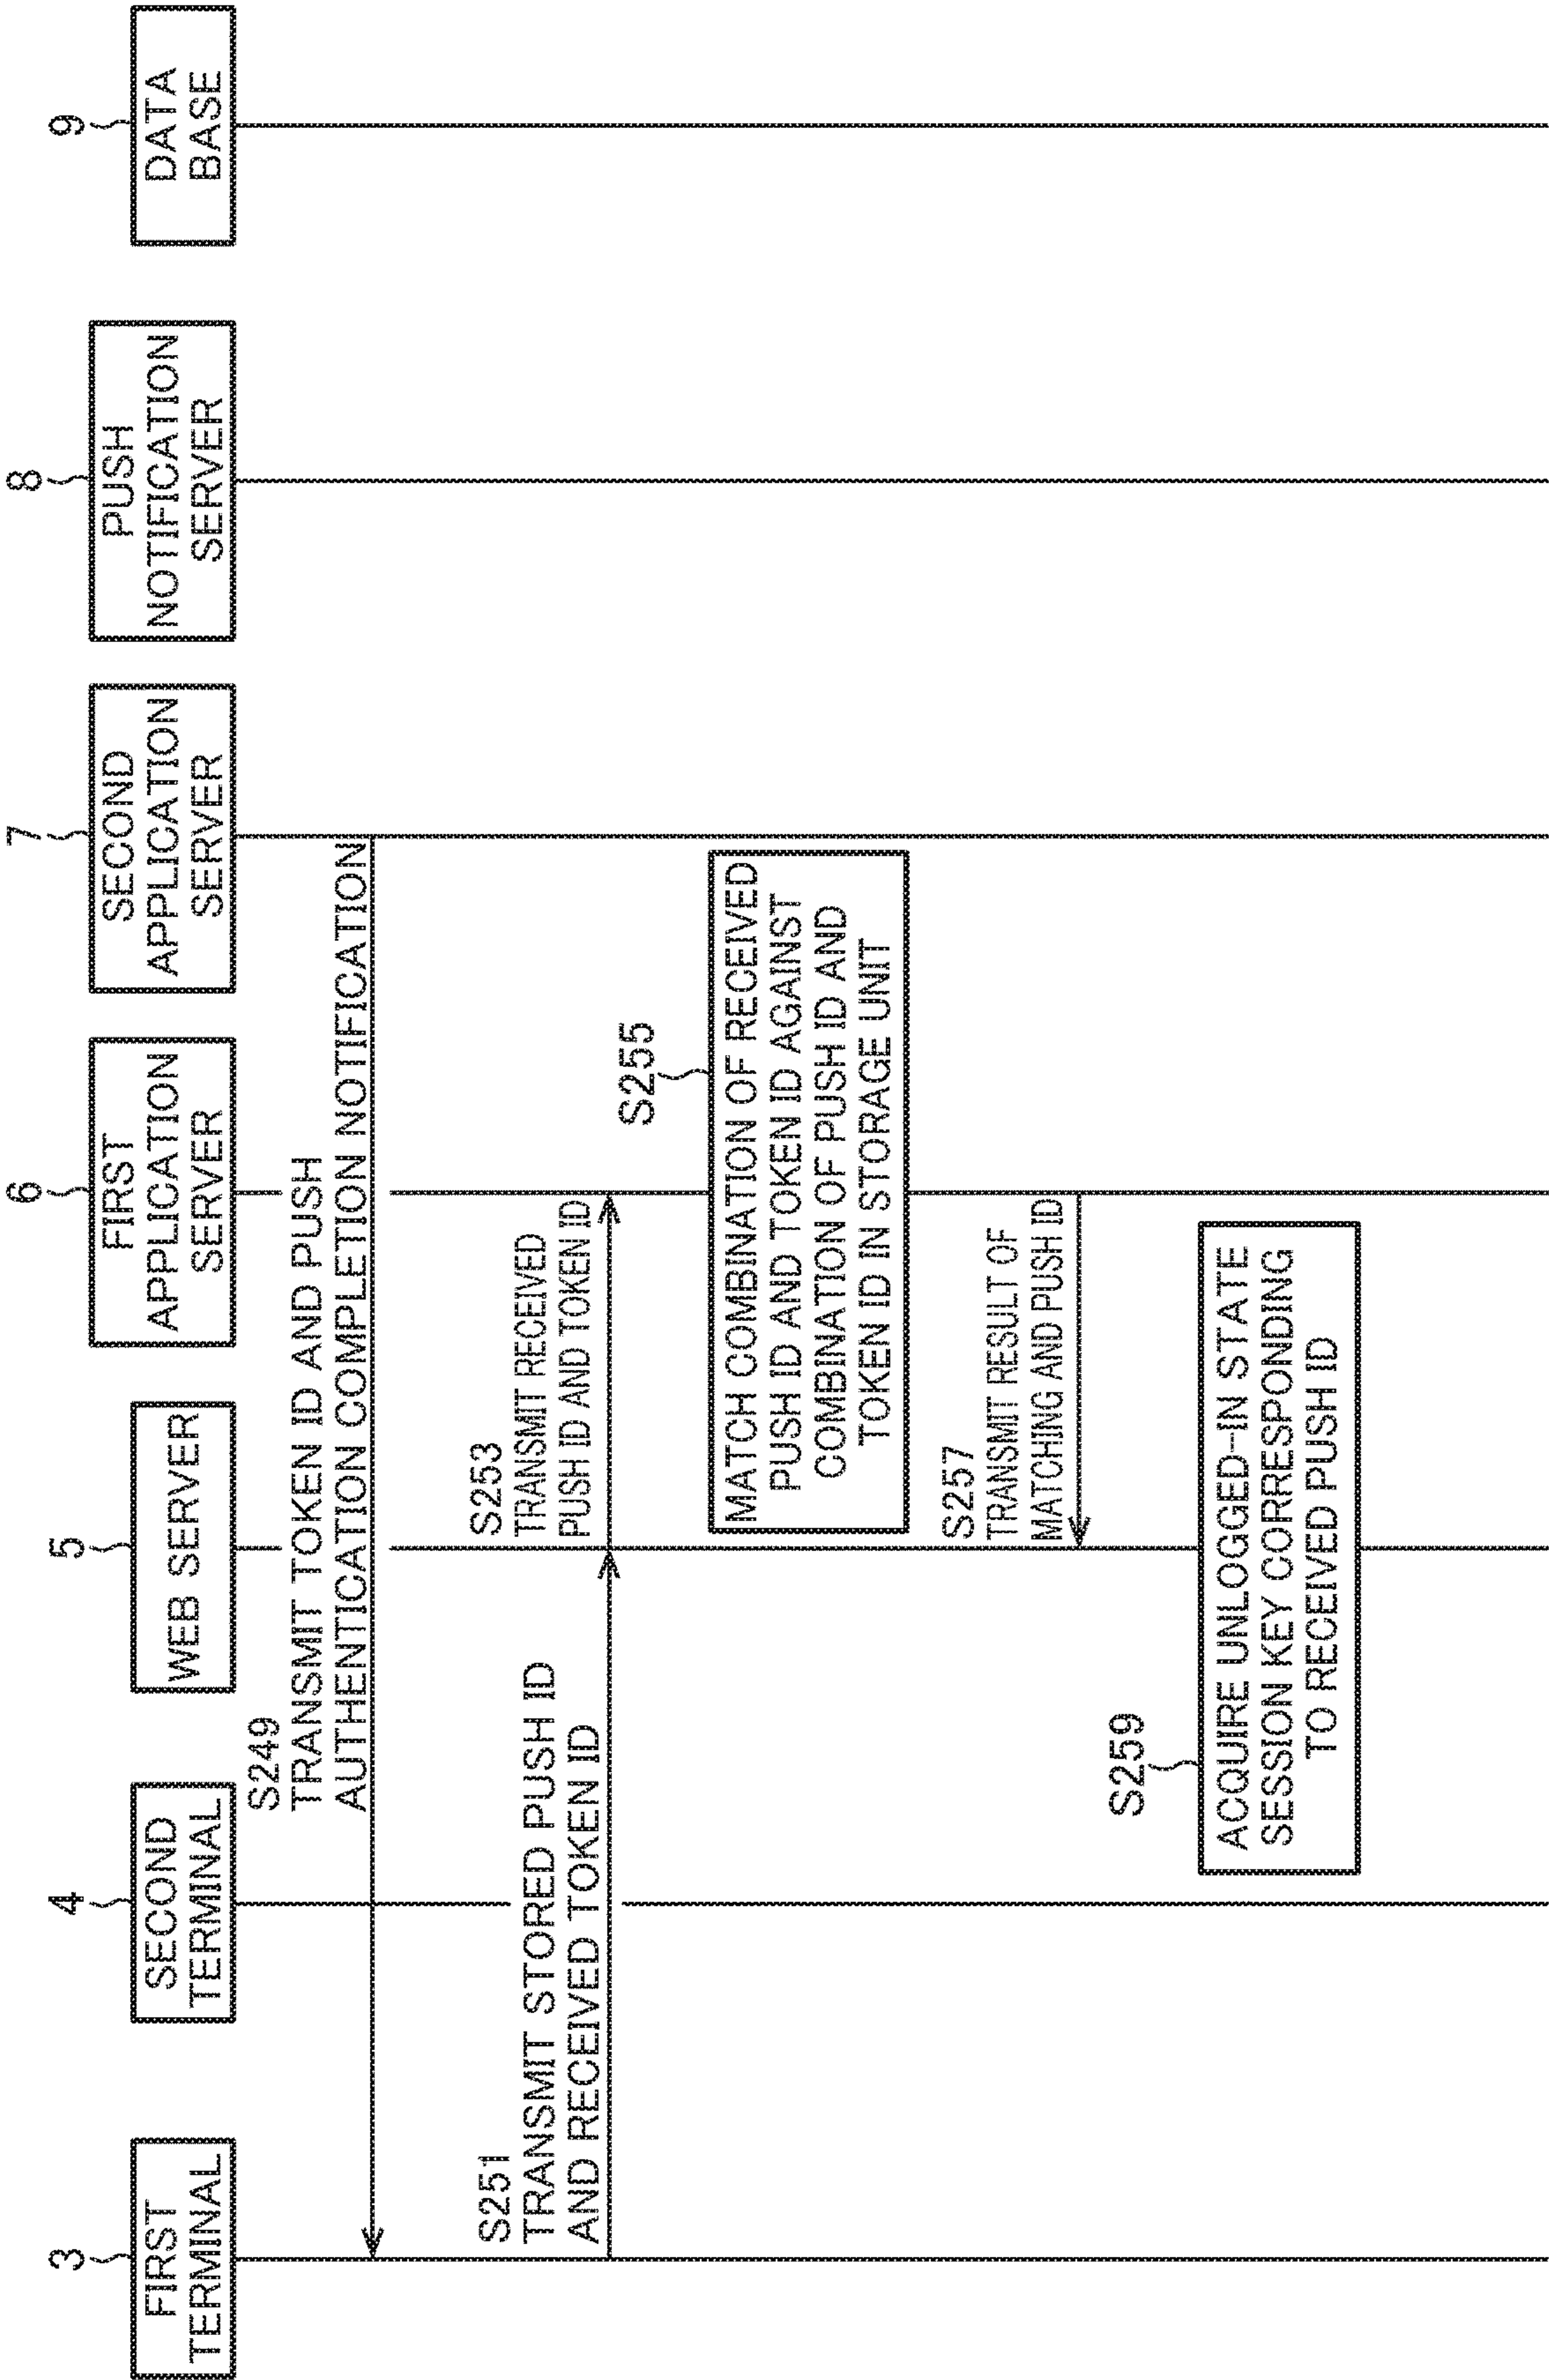 3
FIRST
TERMINAL
4
SECOND
TERMINAL
5
WEB SERVER
6
FIRST
APPLICATION
SERVER
7
SECOND
APPLICATION
SERVER
8
PUSH
NOTIFICATION
SERVER
9
DATA
BASE
S249
TRANSMIT TOKEN ID AND PUSH
AUTHENTICATION COMPLETION NOTIFICATION
S251
TRANSMIT STORED PUSH ID
AND RECEIVED TOKEN ID
S253
TRANSMIT RECEIVED
PUSH ID AND TOKEN ID
S255
MATCH COMBINATION OF RECEIVED
PUSH ID AND TOKEN ID AGAINST
COMBINATION OF PUSH ID AND
TOKEN ID IN STORAGE UNIT
S257
TRANSMIT RESULT OF
MATCHING AND PUSH ID
S259
ACQUIRE UNLOGGED-IN STATE
SESSION KEY CORRESPONDING
TO RECEIVED PUSH ID